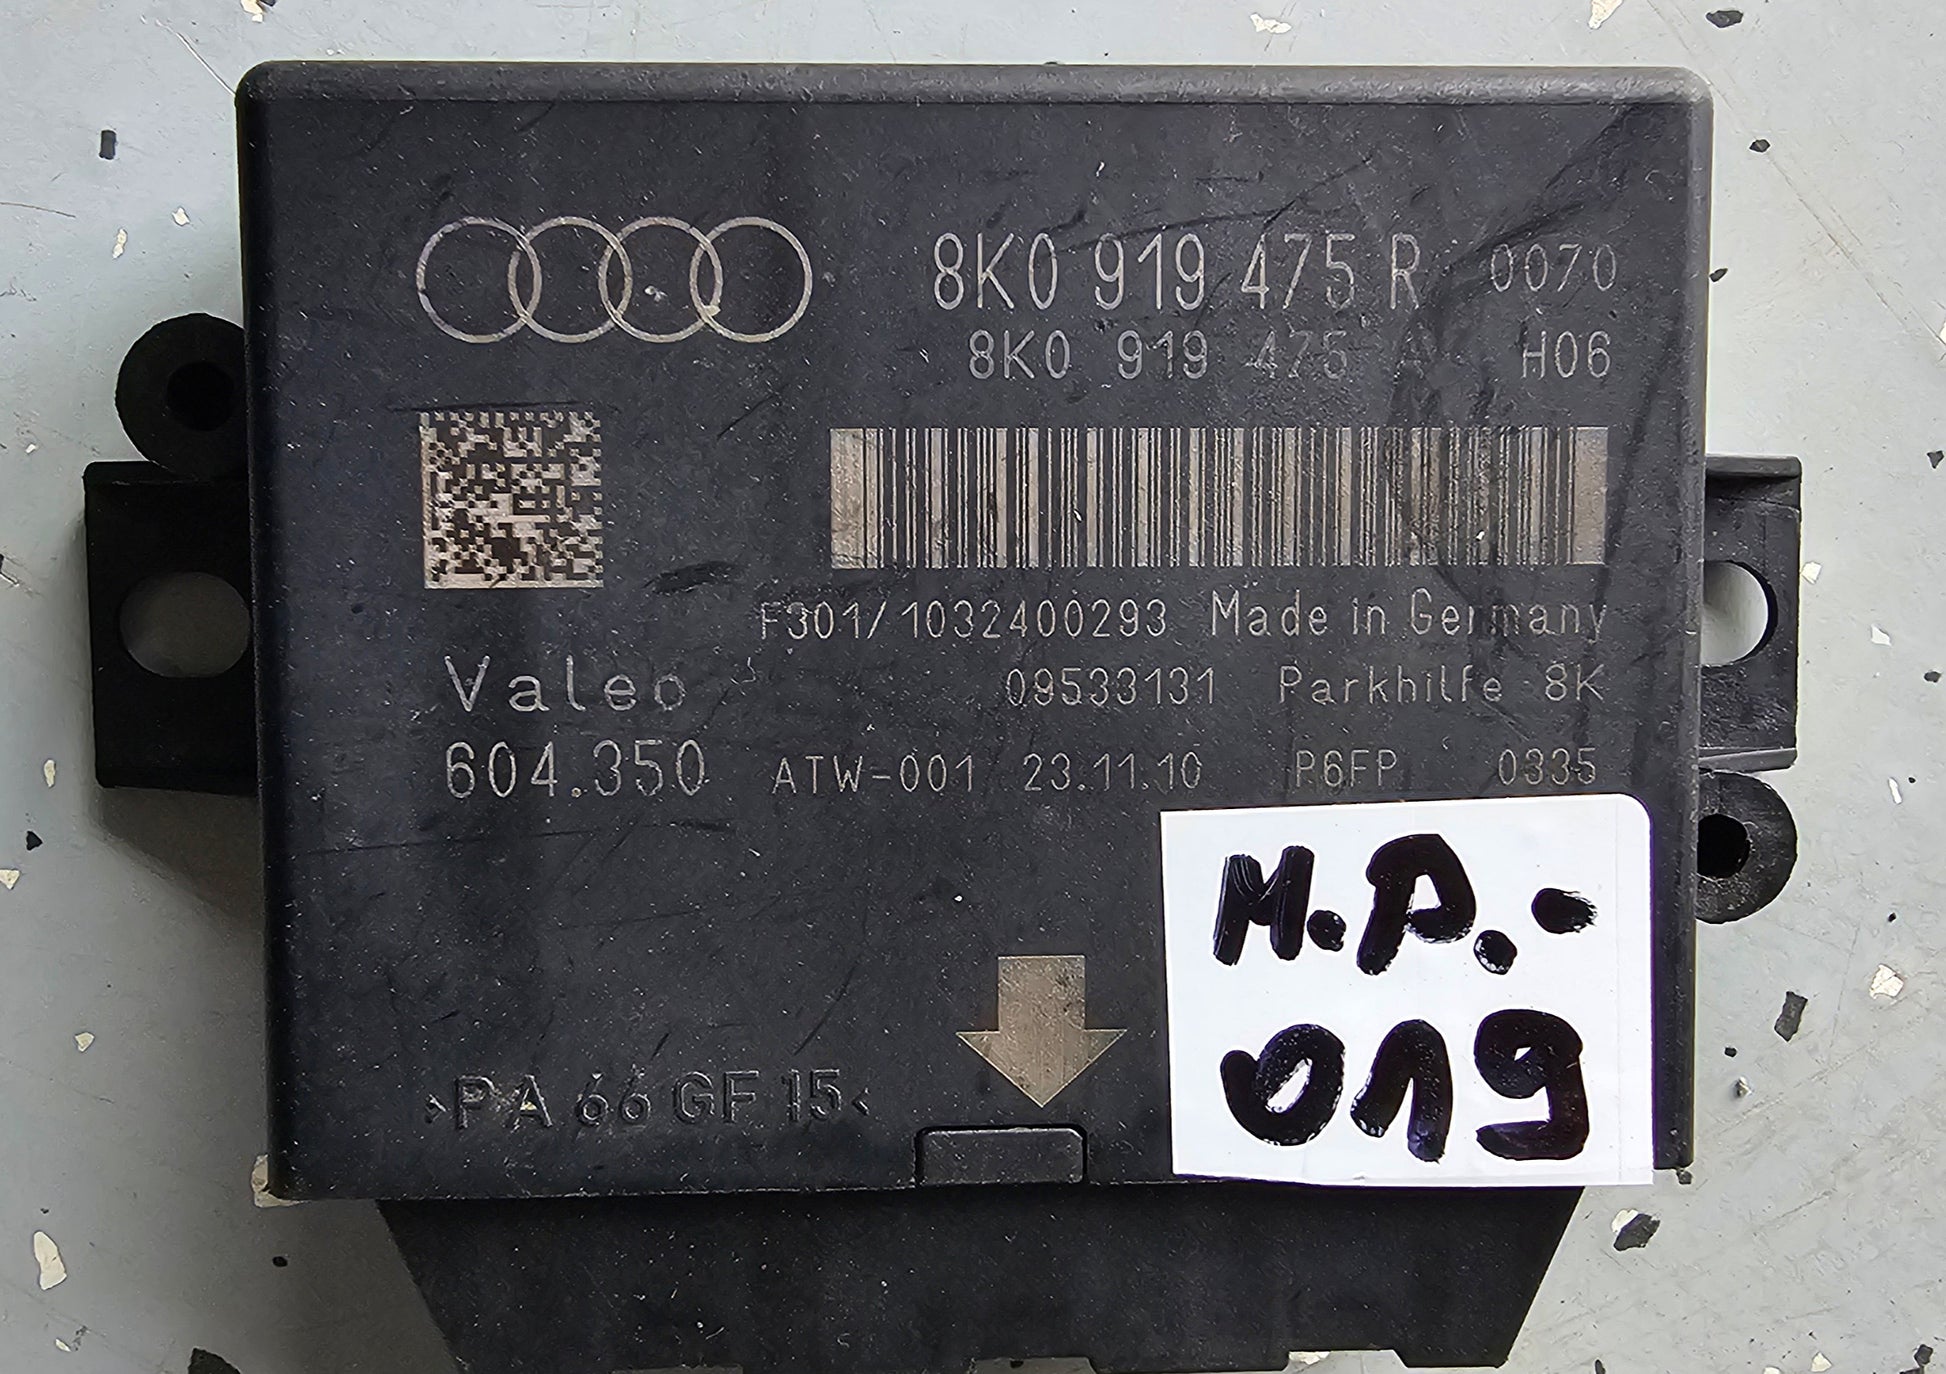 8K0 919 475 R 0070
8K0 919 475 A H06
F301/1032400293 Made in Germany
Valeo 09533131 Parkhilfe 8K
604.350 ATW-001 23.11.10 P6FP 0335
M.P.-
019
>PA 66 GF 15<